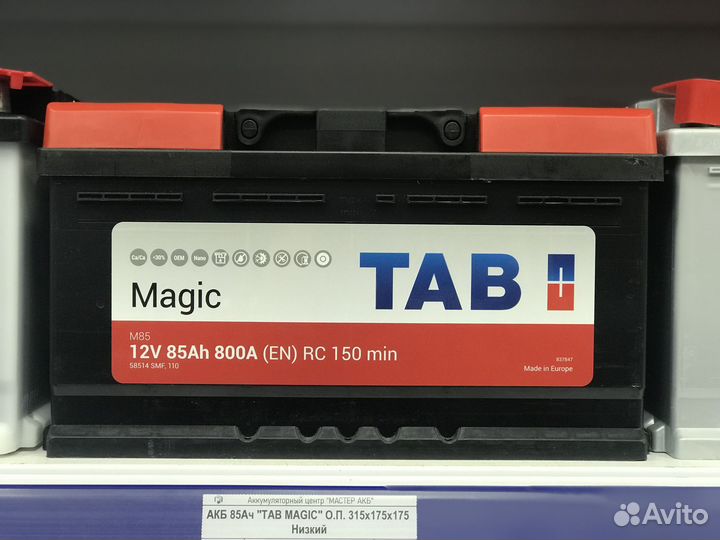 Ca/Ca +30% OEM Nano
TAB
Magic
M85
12V 85Ah 800A (EN) RC 150 min
58514 SMF, 110
837847
Made in Europe
Аккумуляторный центр "МАСТЕР АКБ"
АКБ 85Ач "TAB MAGIC" О.П. 315x175x175
Низкий
Avito